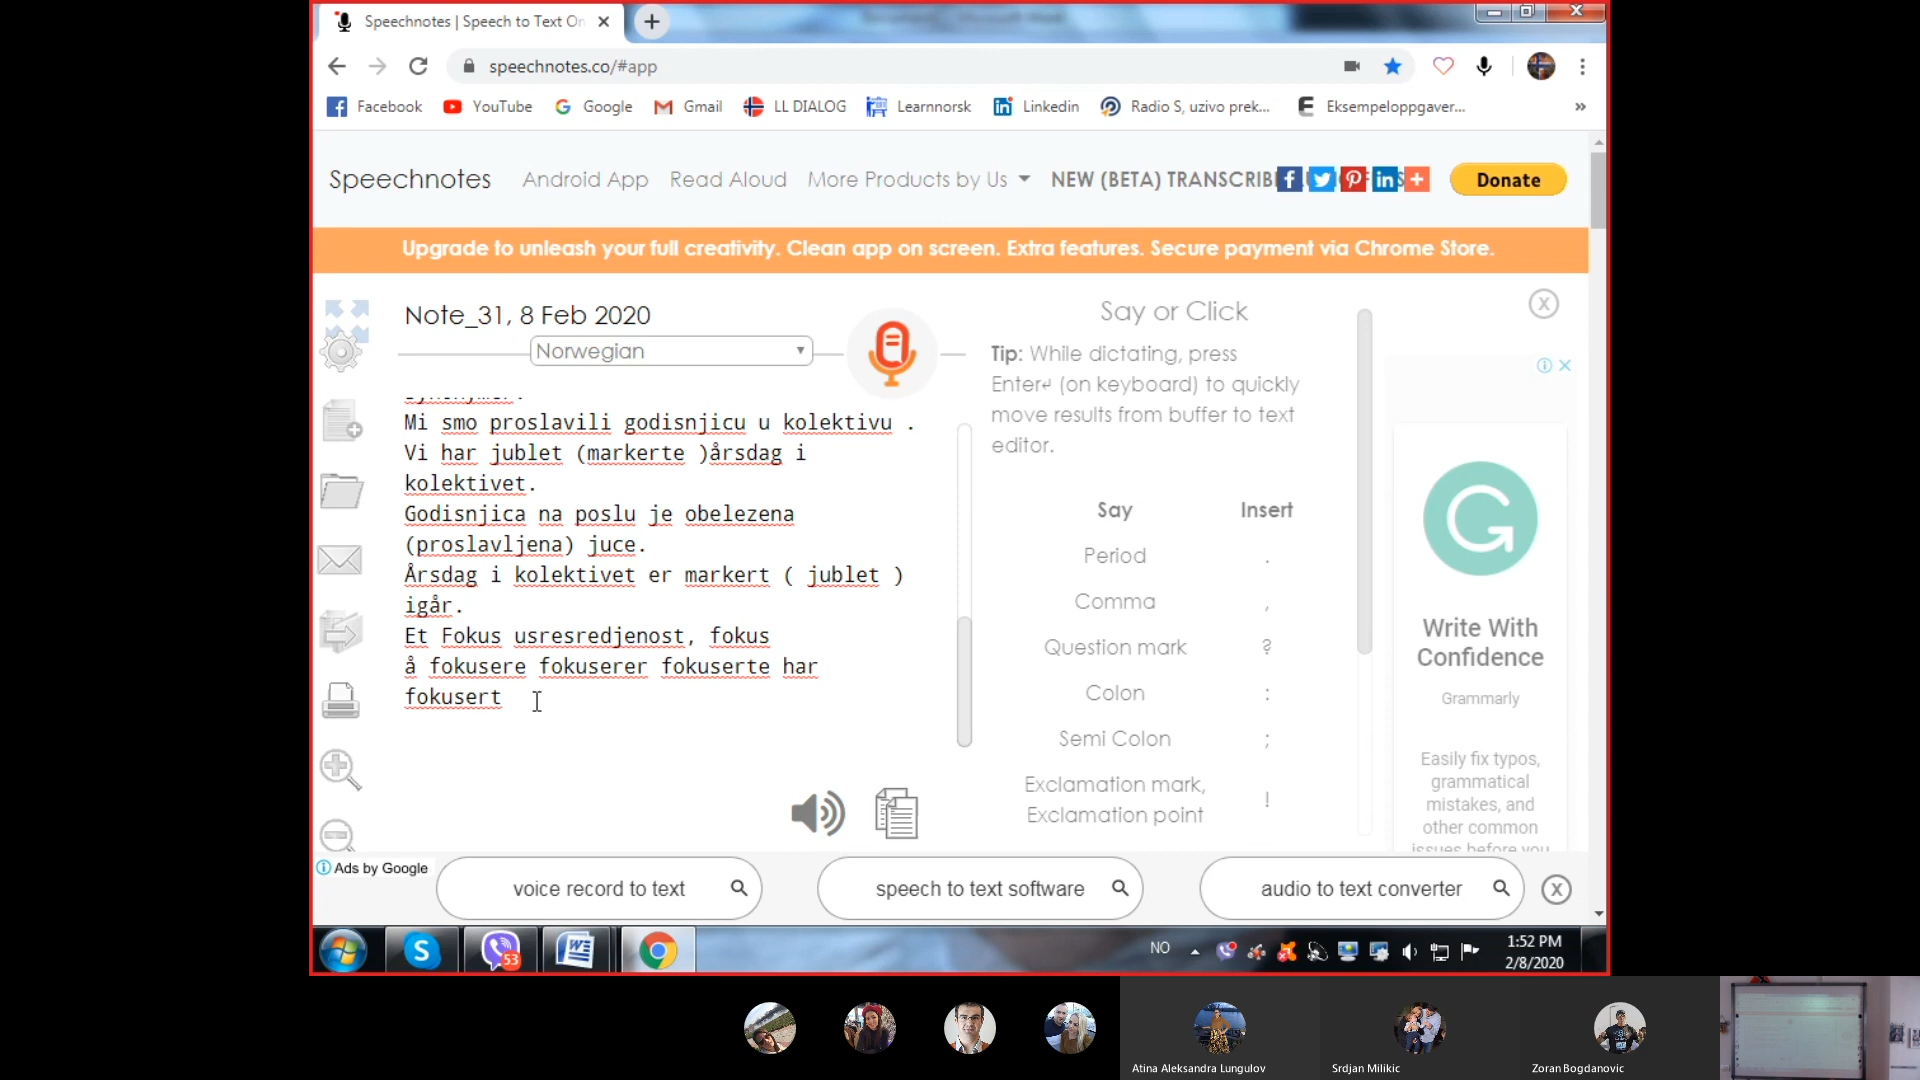 Speechnotes | Speech to Text On
speechnotes.co/#app
Facebook YouTube Google Gmail LL DIALOG Learnnorsk Linkedin Radio S, uzivo prek... Eksempeloppgaver... »
Speechnotes Android App Read Aloud More Products by Us NEW (BETA) TRANSCRIB Donate
Upgrade to unleash your full creativity. Clean app on screen. Extra features. Secure payment via Chrome Store.
Note_31, 8 Feb 2020
Norwegian
Mi smo proslavili godisnjicu u kolektivu .
Vi har jublet (markerte )årsdag i
kolektivet.
Godisnjica na poslu je obelezena
(proslavljena) juce.
Årsdag i kolektivet er markert ( jublet )
igår.
Et Fokus usresredjenost, fokus
å fokusere fokuserer fokuserte har
fokusert
Say or Click
Tip: While dictating, press
Enter↵ (on keyboard) to quickly
move results from buffer to text
editor.
Say Insert
Period .
Comma ,
Question mark ?
Colon :
Semi Colon ;
Exclamation mark,
Exclamation point !
Write With
Confidence
Grammarly
Easily fix typos,
grammatical
mistakes, and
other common
issues before you
Ads by Google
voice record to text
speech to text software
audio to text converter
53
NO
1:52 PM
2/8/2020
Atina Aleksandra Lungulov
Srdjan Milikic
Zoran Bogdanovic